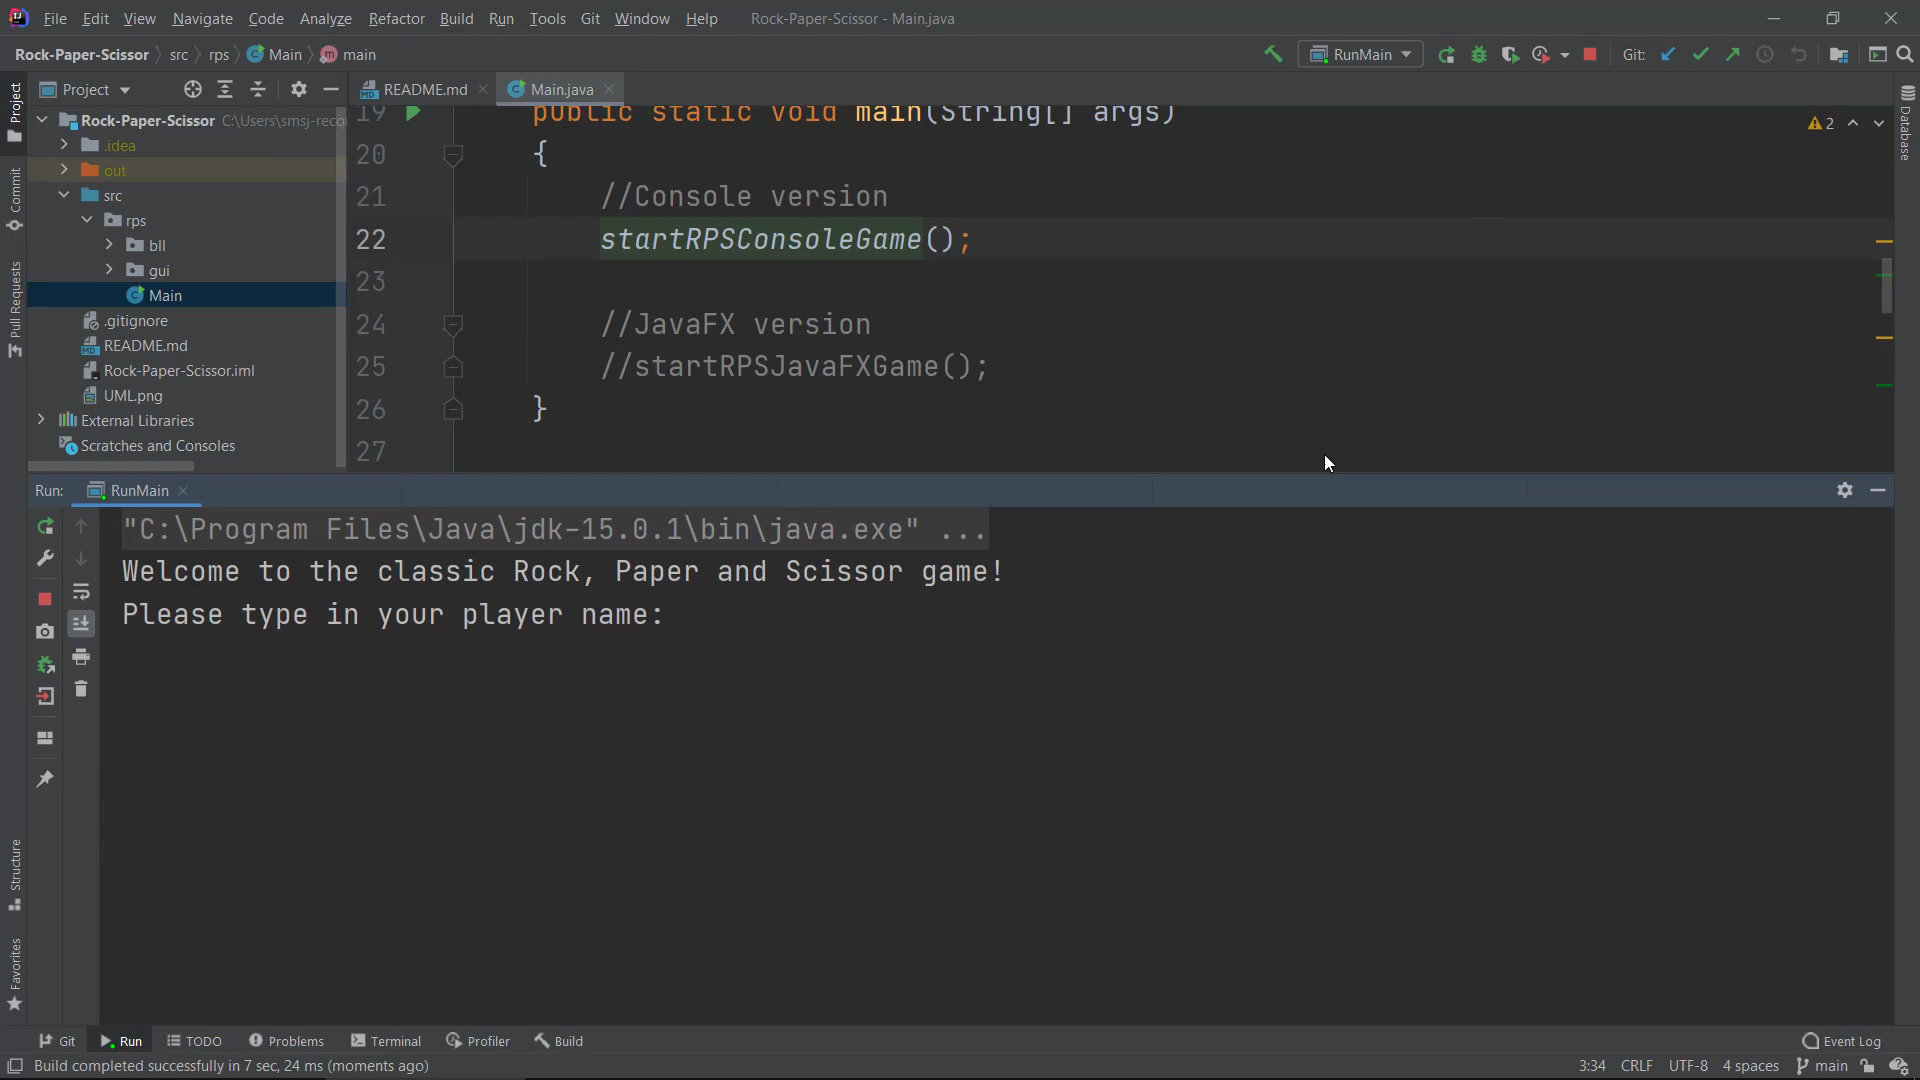 File Edit View Navigate Code Analyze Refactor Build Run Tools Git Window Help Rock-Paper-Scissor - Main.java
Rock-Paper-Scissor src rps Main main RunMain Git:
Project README.md Main.java
Rock-Paper-Scissor C:\Users\smsj-reco
.idea
out
src
rps
bll
gui
Main
.gitignore
README.md
Rock-Paper-Scissor.iml
UML.png
External Libraries
Scratches and Consoles
19 public static void main(String[] args)
20 {
21 //Console version
22 startRPSConsoleGame();
23
24 //JavaFX version
25 //startRPSJavaFXGame();
26 }
27
2
Project
Commit
Pull Requests
Structure
Favorites
Database
Run: RunMain
"C:\Program Files\Java\jdk-15.0.1\bin\java.exe" ...
Welcome to the classic Rock, Paper and Scissor game!
Please type in your player name:
Git Run TODO Problems Terminal Profiler Build Event Log
Build completed successfully in 7 sec, 24 ms (moments ago) 3:34 CRLF UTF-8 4 spaces main